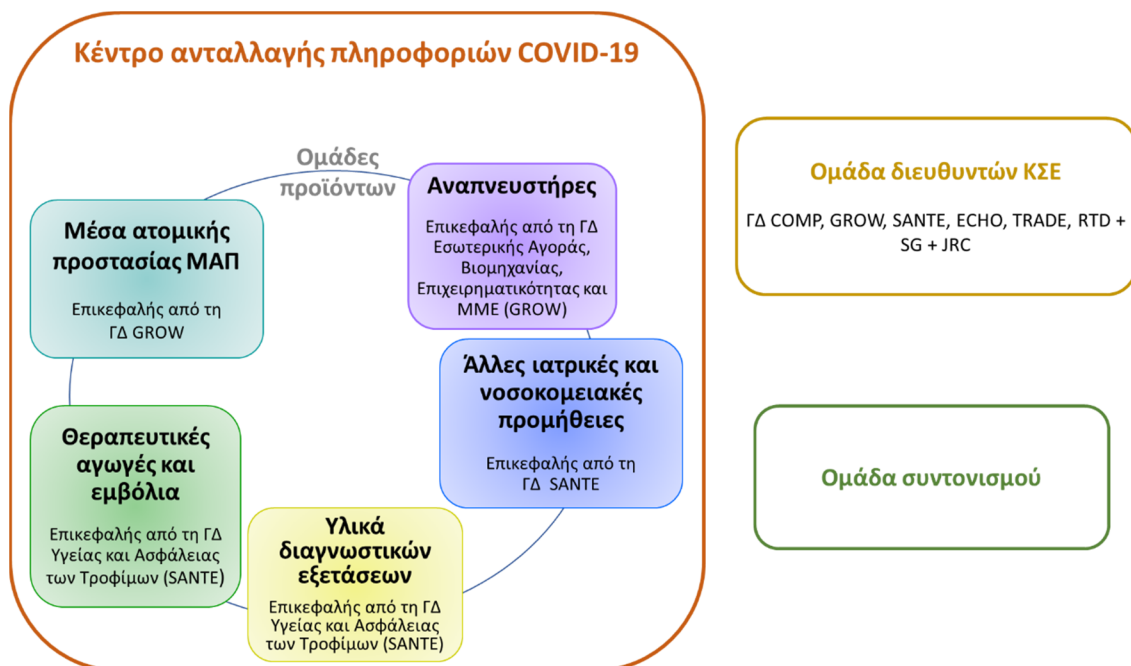 Κέντρο ανταλλαγής πληροφοριών COVID-19
Ομάδες
προϊόντων
Αναπνευστήρες
Επικεφαλής από τη ΓΔ
Εσωτερικής Αγοράς,
Βιομηχανίας,
Επιχειρηματικότητας και
ΜΜΕ (GROW)
Μέσα ατομικής
προστασίας ΜΑΠ
Επικεφαλής από τη
ΓΔ GROW
Άλλες ιατρικές και
νοσοκομειακές
προμήθειες
Επικεφαλής από τη
ΓΔ SANTE
Θεραπευτικές
αγωγές και
εμβόλια
Επικεφαλής από τη ΓΔ
Υγείας και Ασφάλειας
των Τροφίμων (SANTE)
Υλικά
διαγνωστικών
εξετάσεων
Επικεφαλής από τη ΓΔ
Υγείας και Ασφάλειας
των Τροφίμων (SANTE)
Ομάδα διευθυντών ΚΣΕ
ΓΔ COMP, GROW, SANTE, ECHO, TRADE, RTD +
SG + JRC
Ομάδα συντονισμού